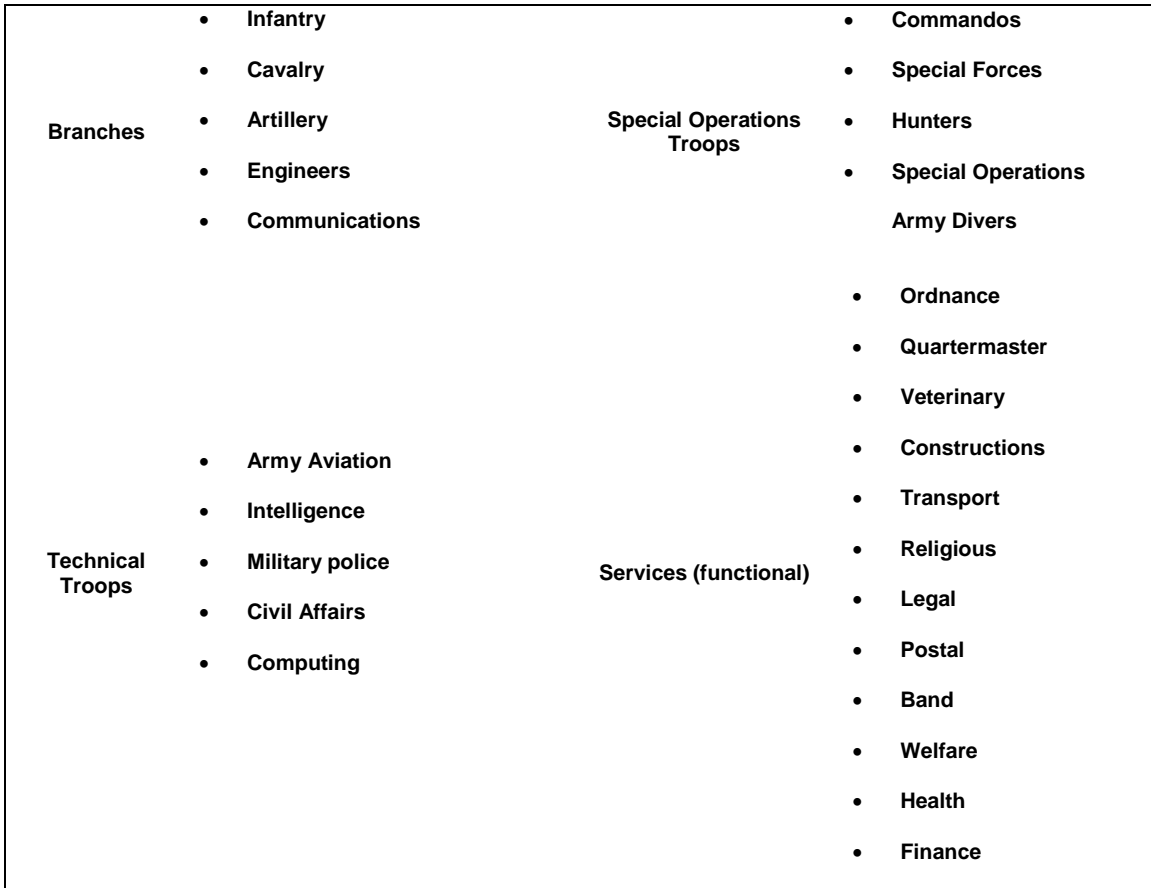 Branches
• Infantry
• Cavalry
• Artillery
• Engineers
• Communications
Special Operations
Troops
• Commandos
• Special Forces
• Hunters
• Special Operations
Army Divers
Technical
Troops
• Army Aviation
• Intelligence
• Military police
• Civil Affairs
• Computing
Services (functional)
• Ordnance
• Quartermaster
• Veterinary
• Constructions
• Transport
• Religious
• Legal
• Postal
• Band
• Welfare
• Health
• Finance